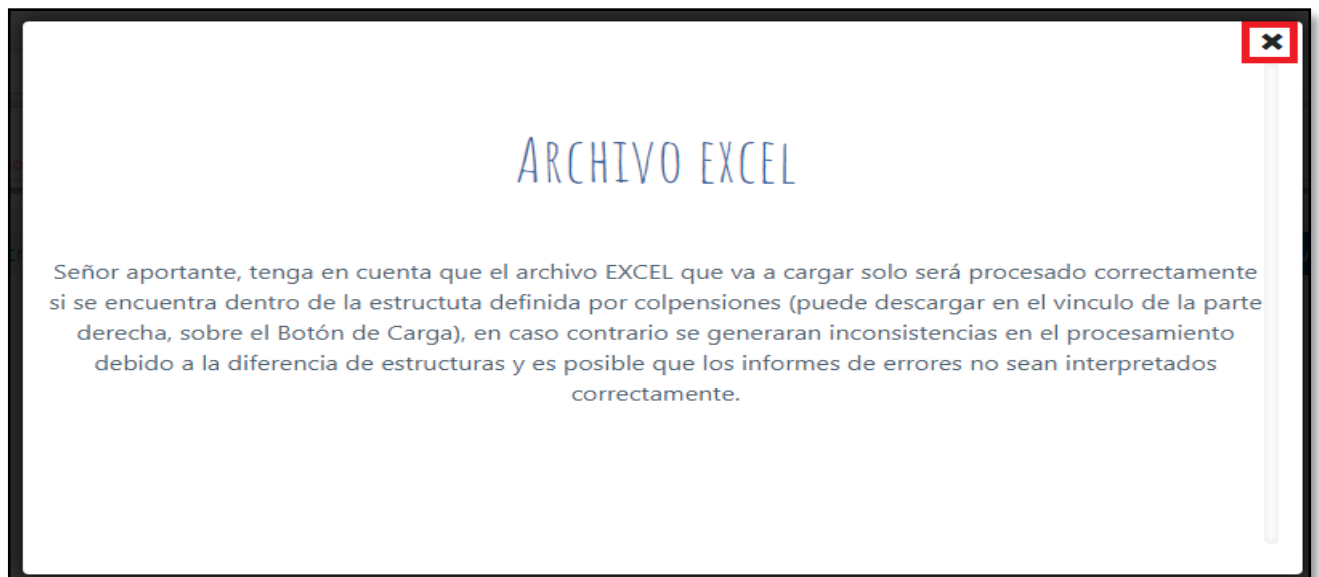 ✖
ARCHIVO EXCEL
Señor aportante, tenga en cuenta que el archivo EXCEL que va a cargar solo será procesado correctamente
si se encuentra dentro de la estructuta definida por colpensiones (puede descargar en el vinculo de la parte
derecha, sobre el Botón de Carga), en caso contrario se generaran inconsistencias en el procesamiento
debido a la diferencia de estructuras y es posible que los informes de errores no sean interpretados
correctamente.